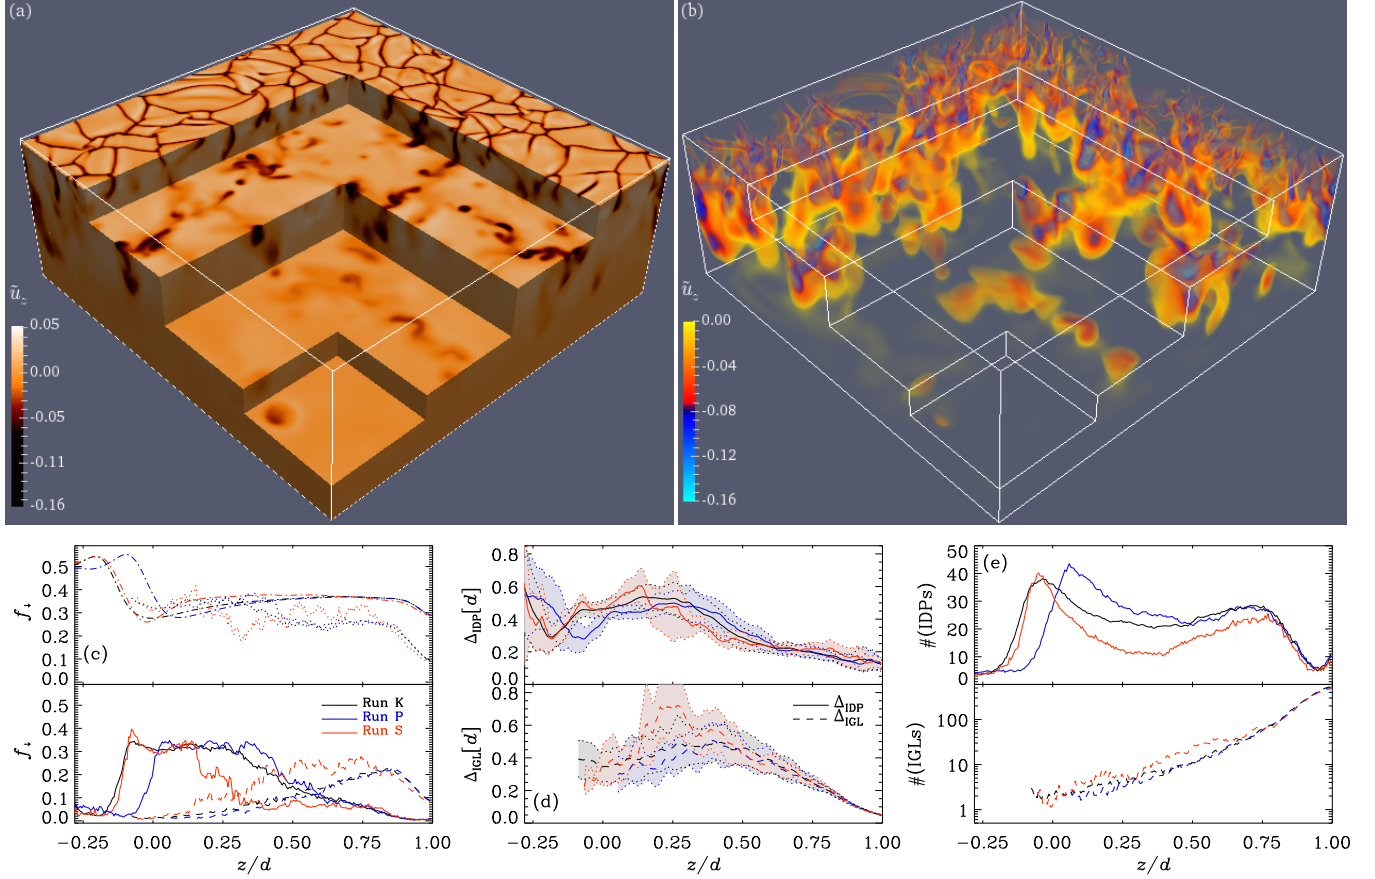 (a)
ũz
0.05
0.00
-0.05
-0.11
-0.16
(b)
ũz
0.00
-0.04
-0.08
-0.12
-0.16
f↓
0.5
0.4
0.3
0.2
0.1
0.0
(c)
f↓
0.5
0.4
0.3
0.2
0.1
0.0
Run K
Run P
Run S
−0.25 0.00 0.25 0.50 0.75 1.00
z/d
Δ_IDP[d]
0.8
0.6
0.4
0.2
0.0
Δ_IGL[d]
0.8
0.6
0.4
0.2
0.0
Δ_IDP
Δ_IGL
(d)
−0.25 0.00 0.25 0.50 0.75 1.00
z/d
#(IDPs)
50
40
30
20
10
0
(e)
#(IGLs)
100
10
1
−0.25 0.00 0.25 0.50 0.75 1.00
z/d